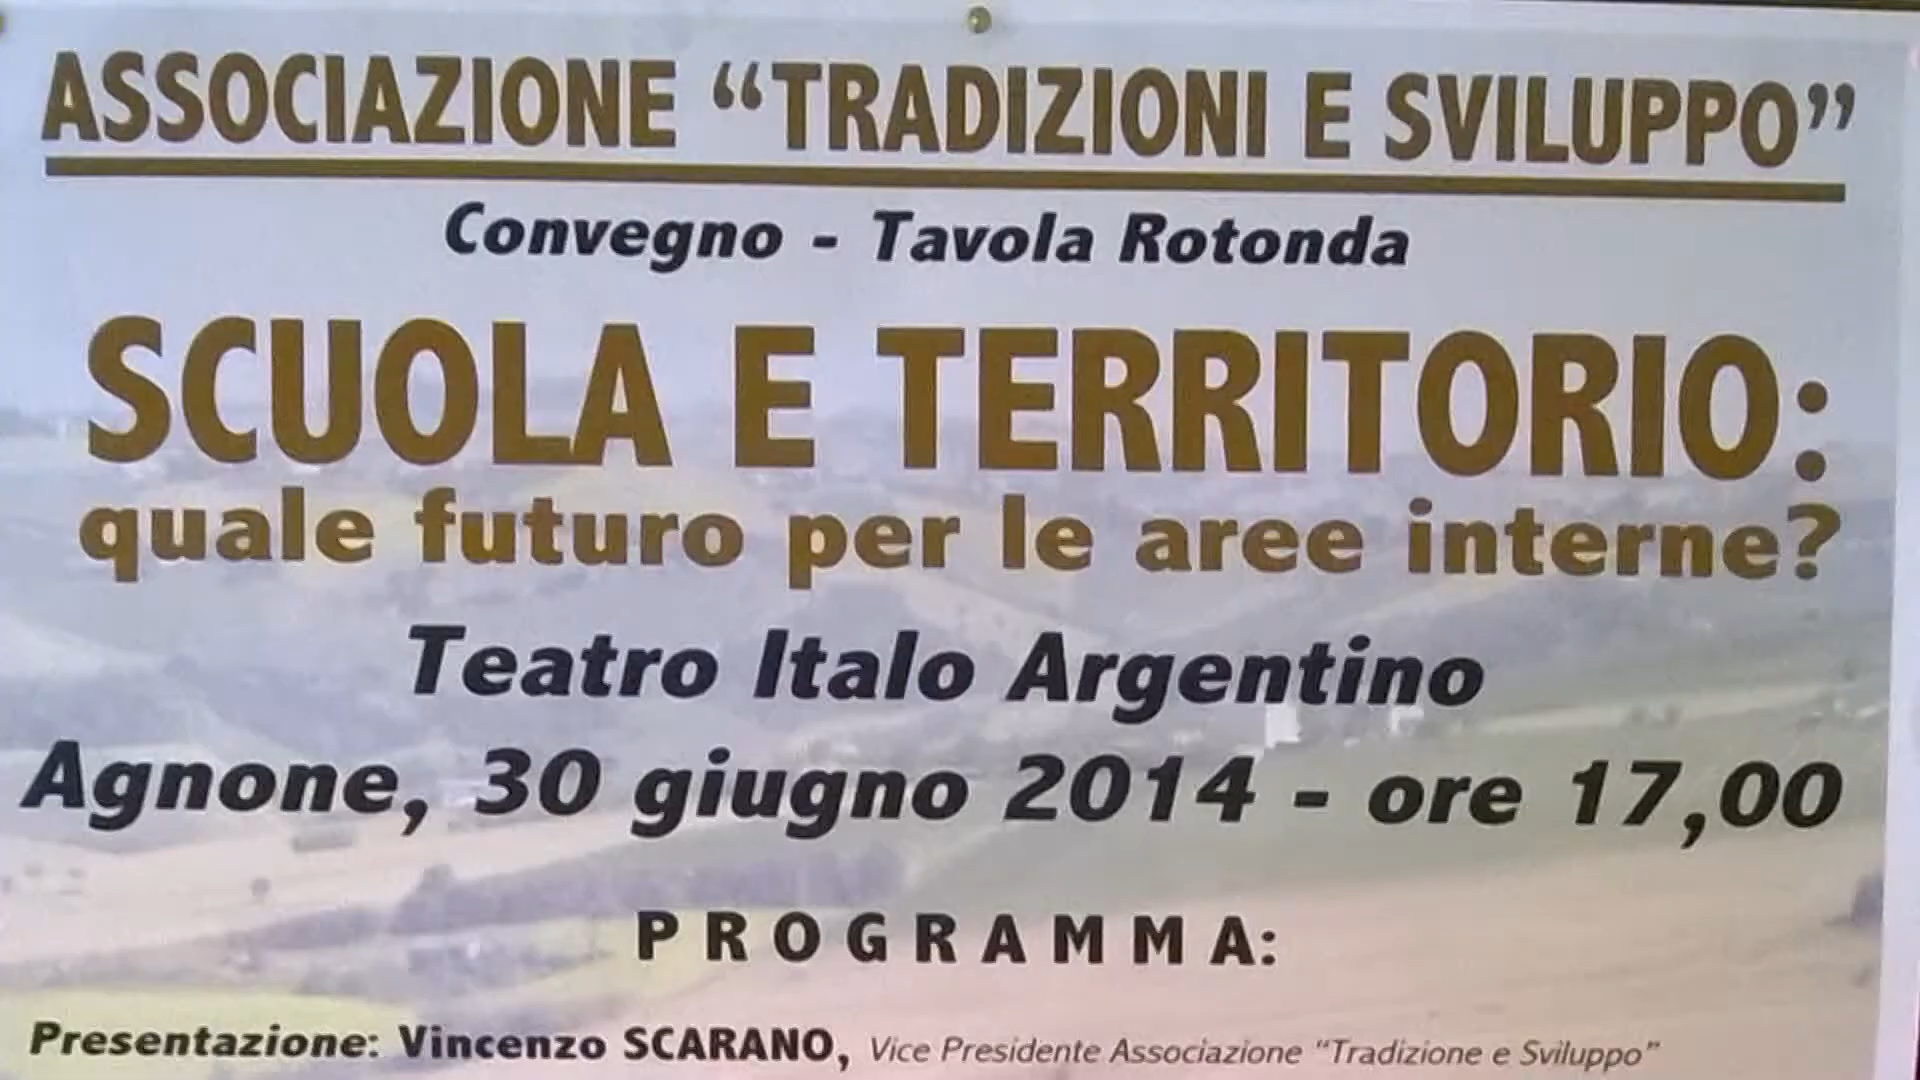 ASSOCIAZIONE “TRADIZIONI E SVILUPPO”
Convegno - Tavola Rotonda
SCUOLA E TERRITORIO:
quale futuro per le aree interne?
Teatro Italo Argentino
Agnone, 30 giugno 2014 - ore 17,00
PROGRAMMA:
Presentazione: Vincenzo SCARANO, Vice Presidente Associazione “Tradizione e Sviluppo”